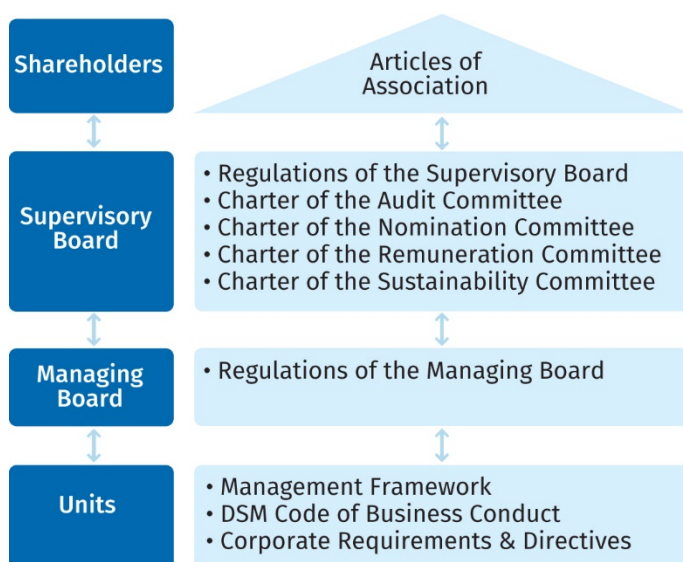 Shareholders
Articles of
Association
Supervisory
Board
• Regulations of the Supervisory Board
• Charter of the Audit Committee
• Charter of the Nomination Committee
• Charter of the Remuneration Committee
• Charter of the Sustainability Committee
Managing
Board
• Regulations of the Managing Board
Units
• Management Framework
• DSM Code of Business Conduct
• Corporate Requirements & Directives